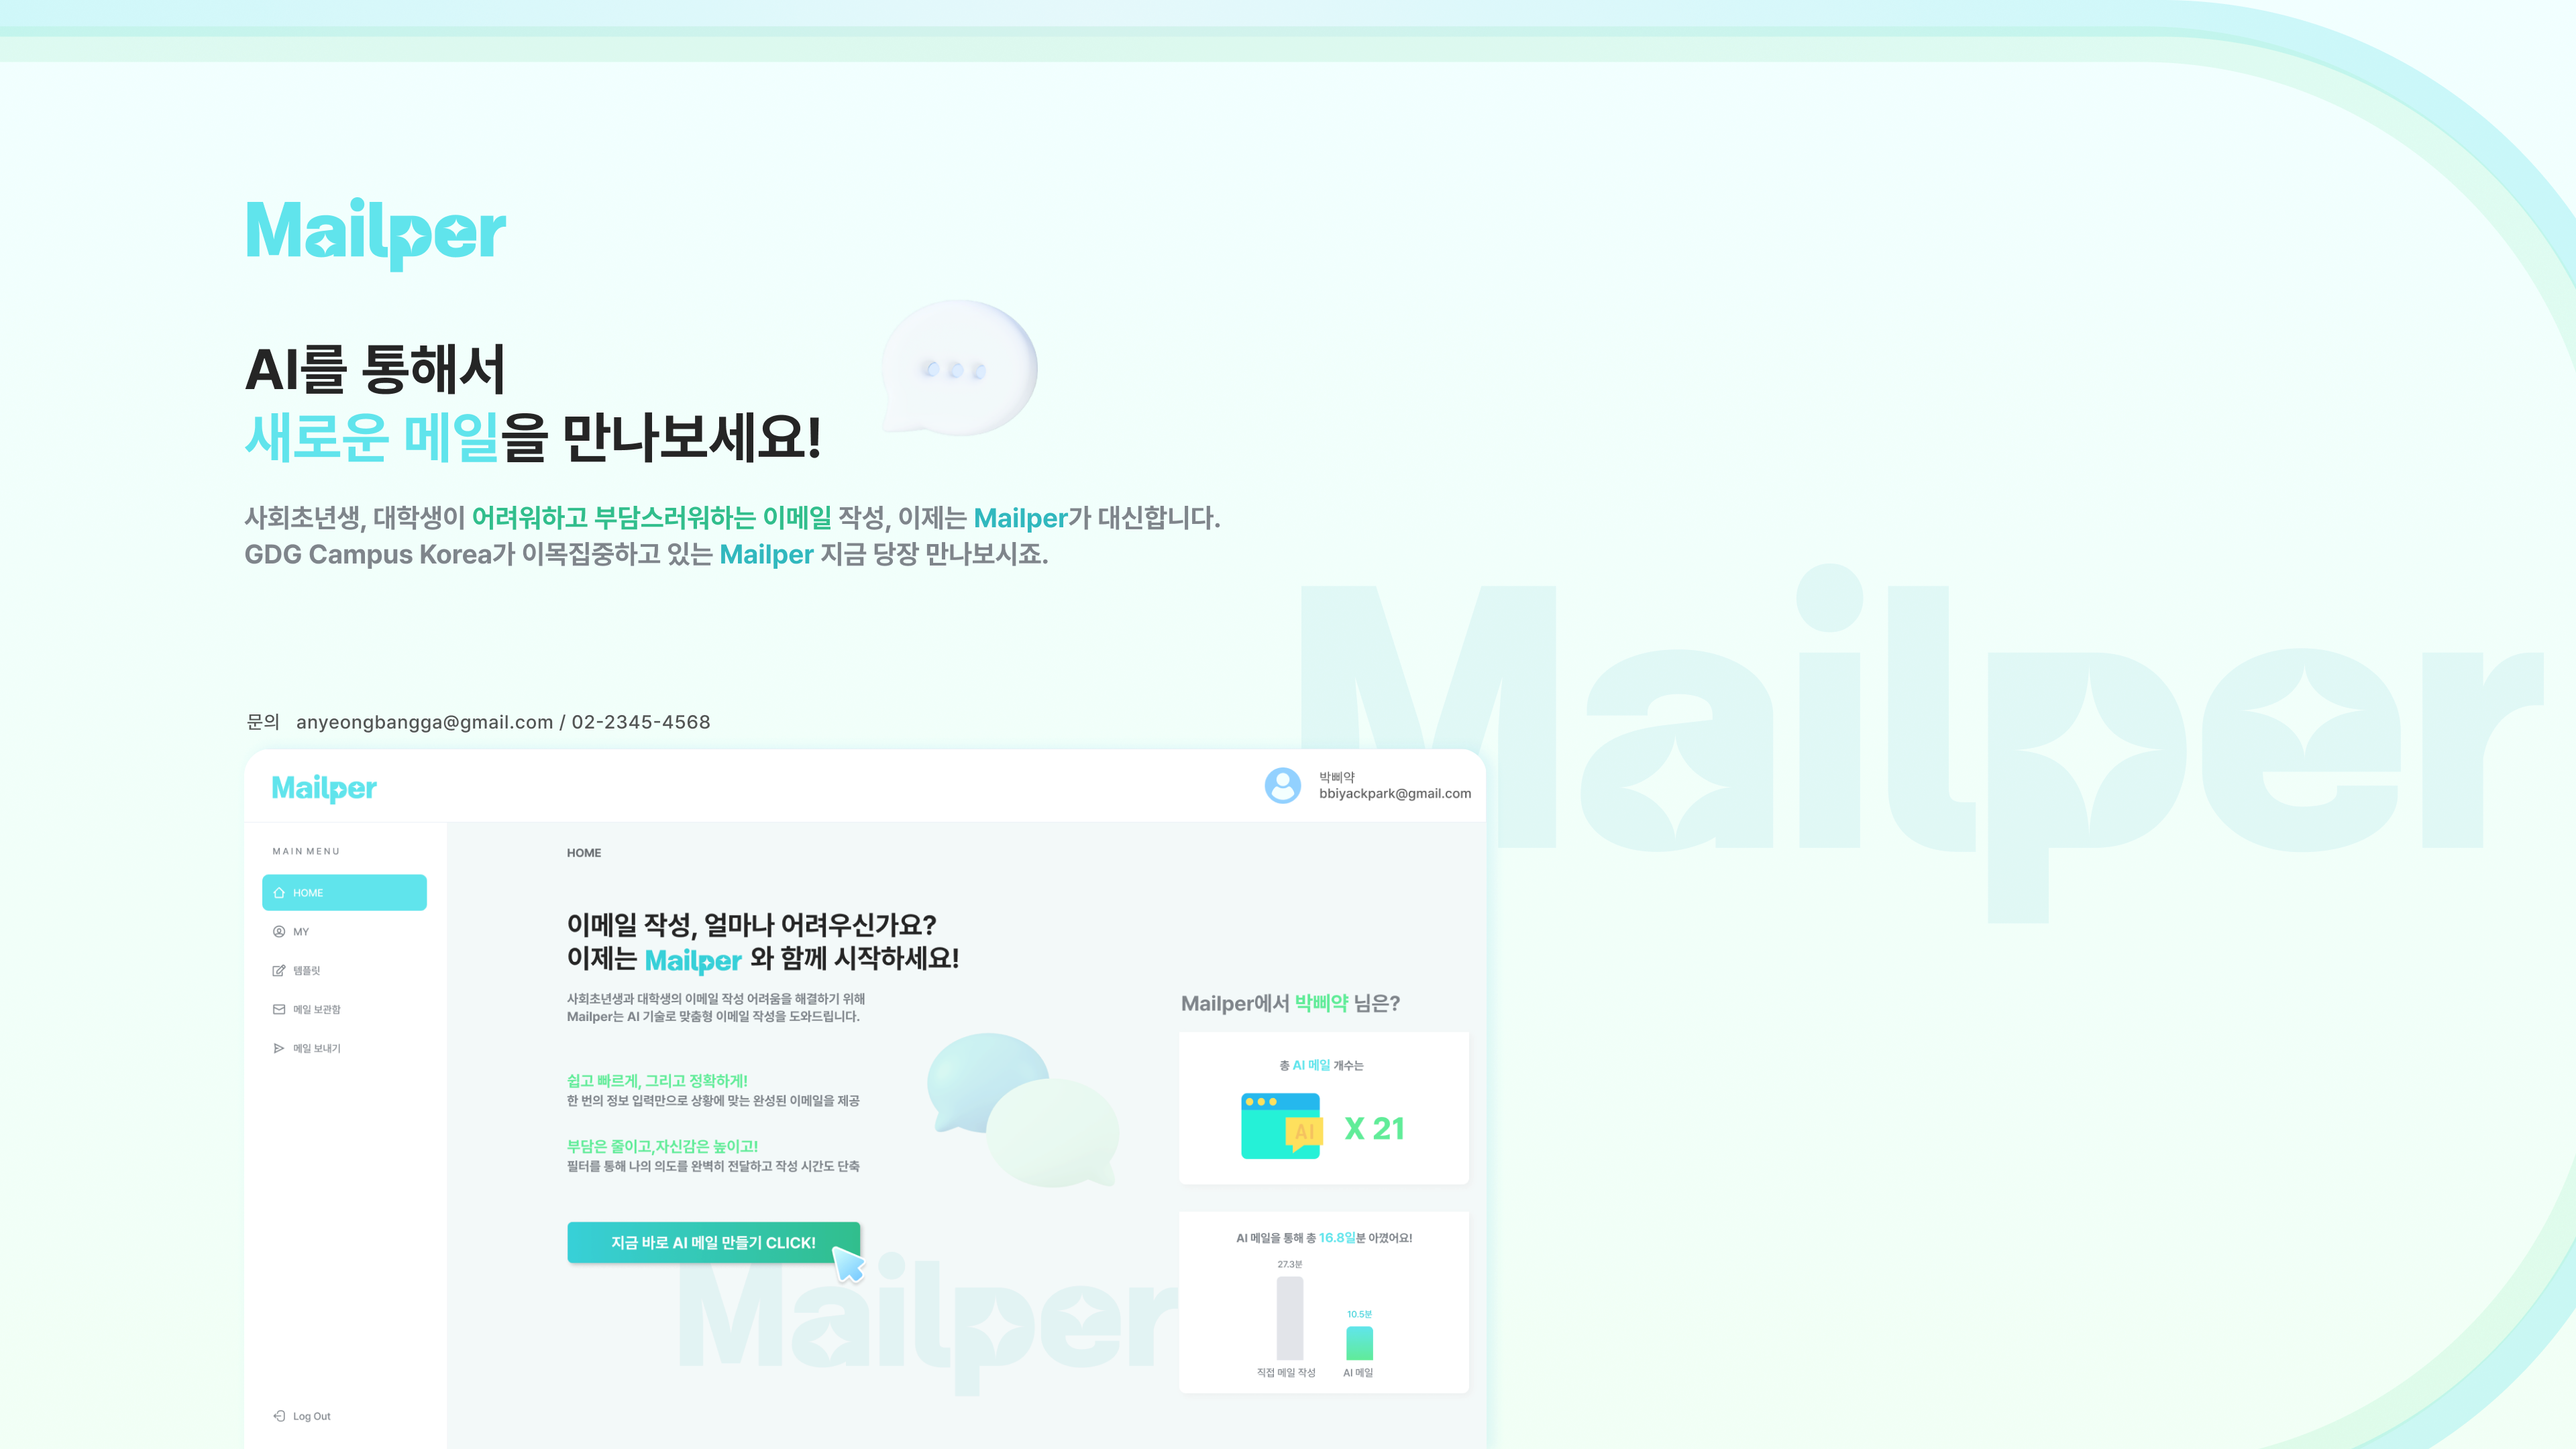 Mailper
AI를 통해서
새로운 메일을 만나보세요!
사회초년생, 대학생이 어려워하고 부담스러워하는 이메일 작성, 이제는 Mailper가 대신합니다.
GDG Campus Korea가 이목집중하고 있는 Mailper 지금 당장 만나보시죠.
Mailper
문의 anyeongbangga@gmail.com / 02-2345-4568
Mailper
박삐약
bbiyackpark@gmail.com
MAIN MENU
HOME
MY
템플릿
메일 보관함
메일 보내기
Log Out
HOME
이메일 작성, 얼마나 어려우신가요?
이제는 Mailper 와 함께 시작하세요!
사회초년생과 대학생의 이메일 작성 어려움을 해결하기 위해
Mailper는 AI 기술로 맞춤형 이메일 작성을 도와드립니다.
쉽고 빠르게, 그리고 정확하게!
한 번의 정보 입력만으로 상황에 맞는 완성된 이메일을 제공
부담은 줄이고,자신감은 높이고!
필터를 통해 나의 의도를 완벽히 전달하고 작성 시간도 단축
지금 바로 AI 메일 만들기 CLICK!
Mailper
Mailper에서 박삐약 님은?
총 AI 메일 개수는
AI
X 21
AI 메일을 통해 총 16.8일분 아꼈어요!
27.3분
10.5분
직접 메일 작성
AI 메일